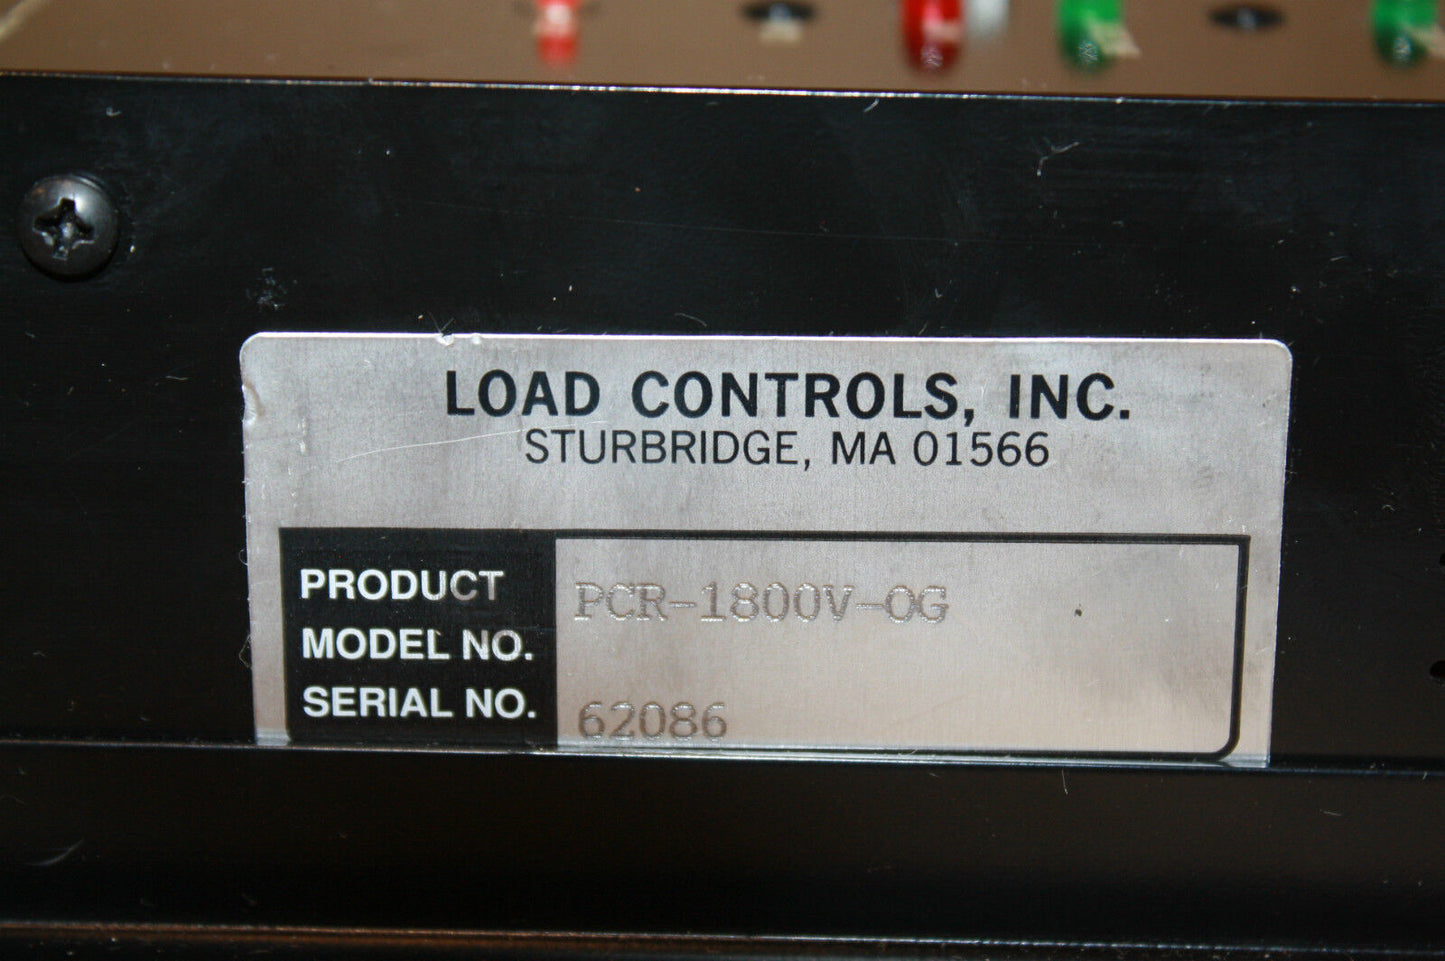 LOAD CONTROLS, INC.
STURBRIDGE, MA 01566
PRODUCT PCR-1800V-OG
MODEL NO.
SERIAL NO. 62086